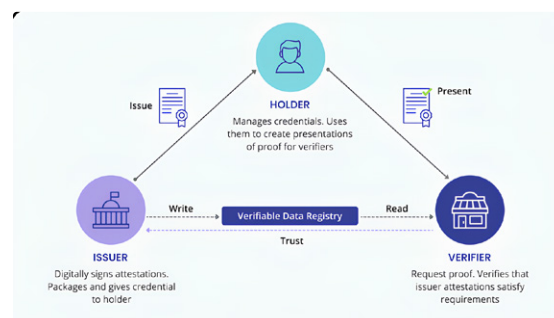 Issue
Present
HOLDER
Manages credentials. Uses
them to create presentations
of proof for verifiers
Write
Verifiable Data Registry
Read
Trust
ISSUER
Digitally signs attestations.
Packages and gives credential
to holder
VERIFIER
Request proof. Verifies that
issuer attestations satisfy
requirements